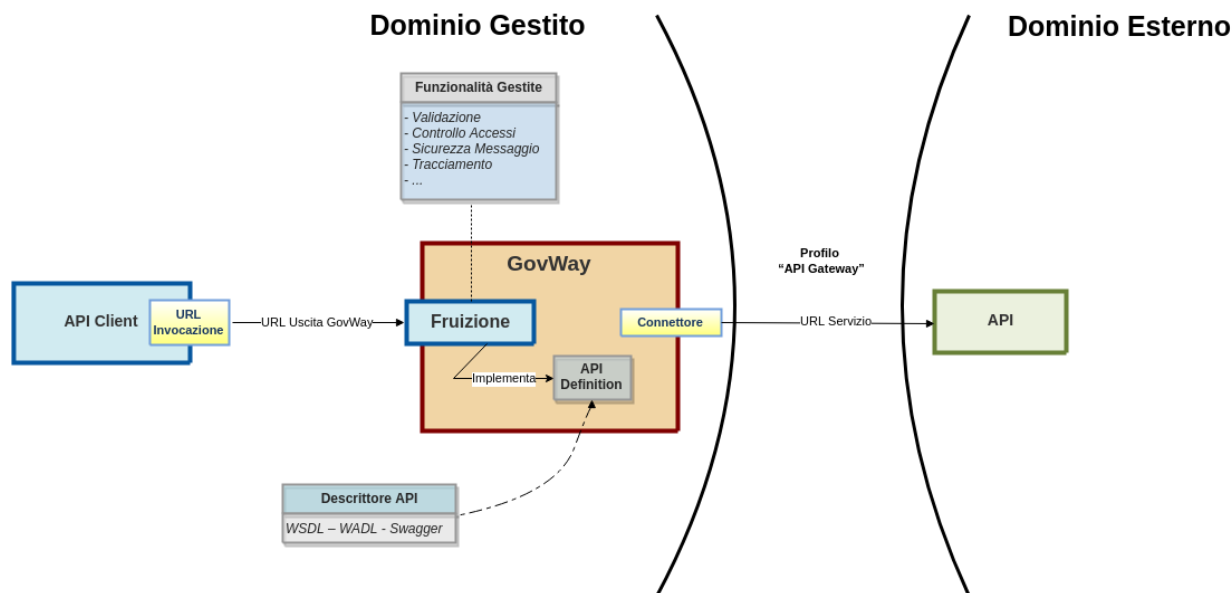 Dominio Gestito
Dominio Esterno
Funzionalità Gestite
- Validazione
- Controllo Accessi
- Sicurezza Messaggio
- Tracciamento
- ...
GovWay
Profilo
“API Gateway”
API Client
URL
Invocazione
URL Uscita GovWay
Fruizione
Connettore
URL Servizio
API
Implementa
API
Definition
Descrittore API
WSDL – WADL - Swagger